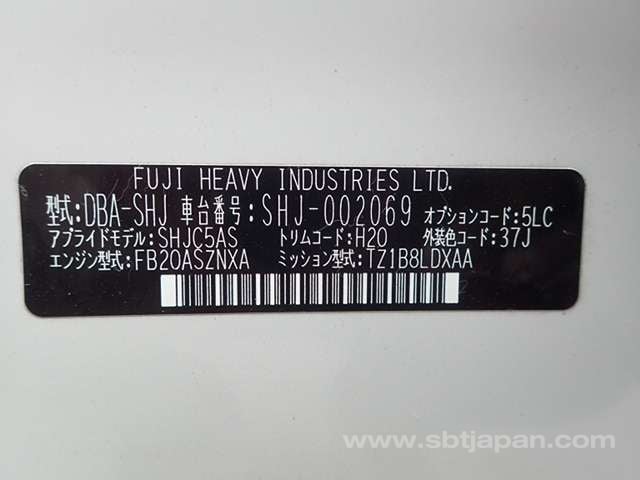 FUJI HEAVY INDUSTRIES LTD.
型式:DBA-SHJ 車台番号:SHJ-002069 オプションコード:5LC
アプライドモデル:SHJC5AS トリムコード:H20 外装色コード:37J
エンジン型式:FB20ASZNXA ミッション型式:TZ1B8LDXAA
www.sbtjapan.com